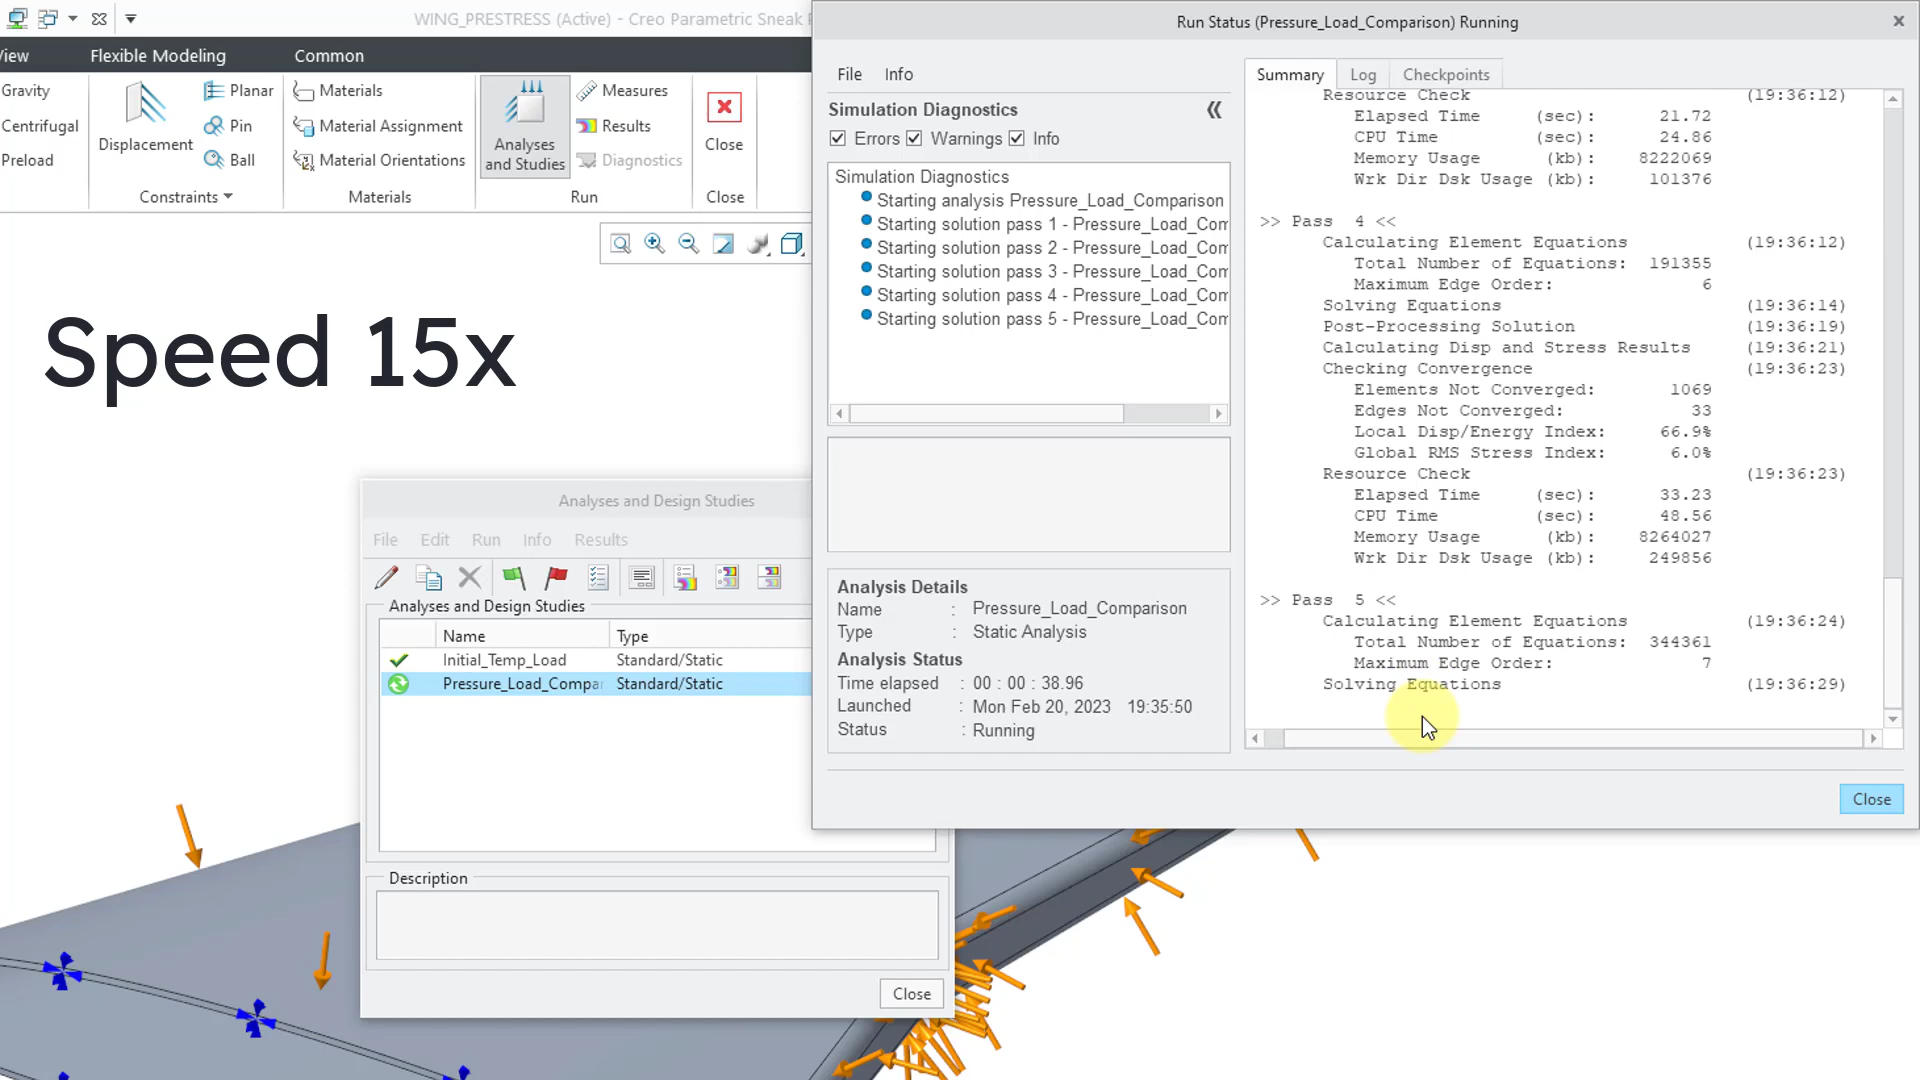 WING_PRESTRESS (Active) - Creo Parametric Sneak
View
Flexible Modeling
Common
Gravity
Centrifugal
Preload
Displacement
Planar
Pin
Ball
Constraints
Materials
Material Assignment
Material Orientations
Materials
Analyses
and Studies
Measures
Results
Diagnostics
Run
Close
Close
Speed 15x
Analyses and Design Studies
File Edit Run Info Results
Analyses and Design Studies
Name Type
Initial_Temp_Load Standard/Static
Pressure_Load_Compar Standard/Static
Description
Close
Run Status (Pressure_Load_Comparison) Running
File Info
Simulation Diagnostics
Errors Warnings Info
Simulation Diagnostics
Starting analysis Pressure_Load_Comparison
Starting solution pass 1 - Pressure_Load_Com
Starting solution pass 2 - Pressure_Load_Com
Starting solution pass 3 - Pressure_Load_Com
Starting solution pass 4 - Pressure_Load_Com
Starting solution pass 5 - Pressure_Load_Com
Analysis Details
Name : Pressure_Load_Comparison
Type : Static Analysis
Analysis Status
Time elapsed : 00 : 00 : 38.96
Launched : Mon Feb 20, 2023 19:35:50
Status : Running
Summary Log Checkpoints
Resource Check (19:36:12)
Elapsed Time (sec): 21.72
CPU Time (sec): 24.86
Memory Usage (kb): 8222069
Wrk Dir Dsk Usage (kb): 101376
>> Pass 4 <<
Calculating Element Equations (19:36:12)
Total Number of Equations: 191355
Maximum Edge Order: 6
Solving Equations (19:36:14)
Post-Processing Solution (19:36:19)
Calculating Disp and Stress Results (19:36:21)
Checking Convergence (19:36:23)
Elements Not Converged: 1069
Edges Not Converged: 33
Local Disp/Energy Index: 66.9%
Global RMS Stress Index: 6.0%
Resource Check (19:36:23)
Elapsed Time (sec): 33.23
CPU Time (sec): 48.56
Memory Usage (kb): 8264027
Wrk Dir Dsk Usage (kb): 249856
>> Pass 5 <<
Calculating Element Equations (19:36:24)
Total Number of Equations: 344361
Maximum Edge Order: 7
Solving Equations (19:36:29)
Close